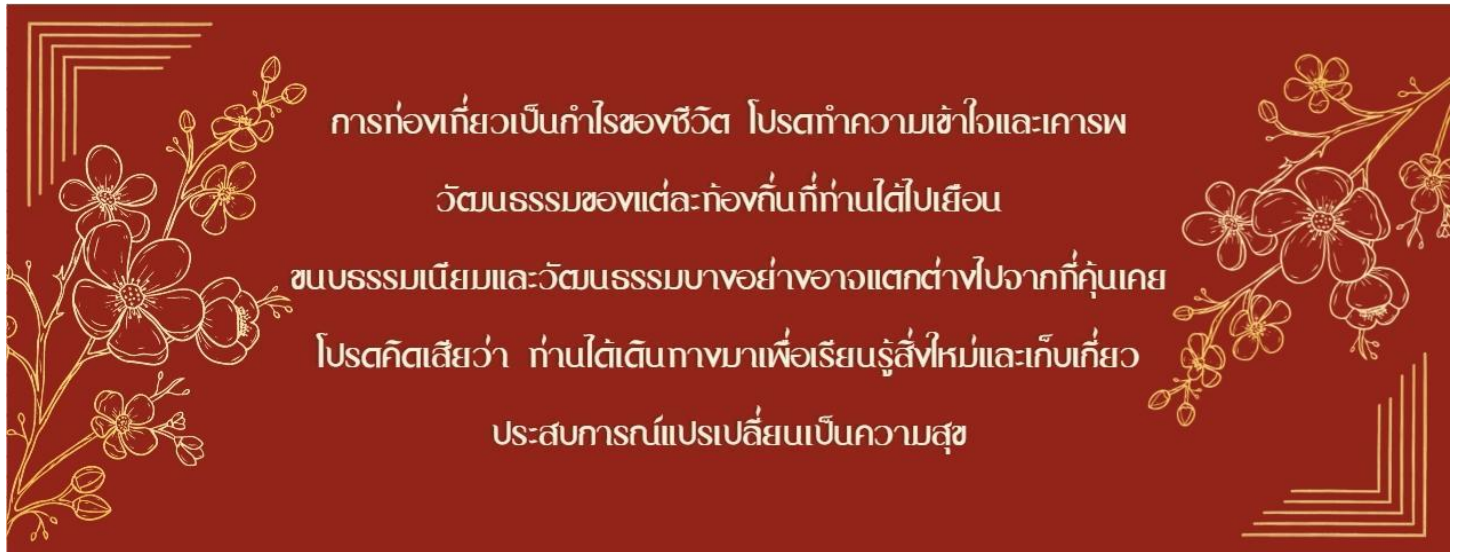 การท่องเที่ยวเป็นกำไรของชีวิต โปรดทำความเข้าใจและเคารพ
วัฒนธรรมของแต่ละท้องถิ่นที่ท่านได้ไปเยือน
ขนบธรรมเนียมและวัฒนธรรมบางอย่างอาจแตกต่างไปจากที่คุ้นเคย
โปรดคิดเสียว่า ท่านได้เดินทางมาเพื่อเรียนรู้สิ่งใหม่และเก็บเกี่ยว
ประสบการณ์แปรเปลี่ยนเป็นความสุข